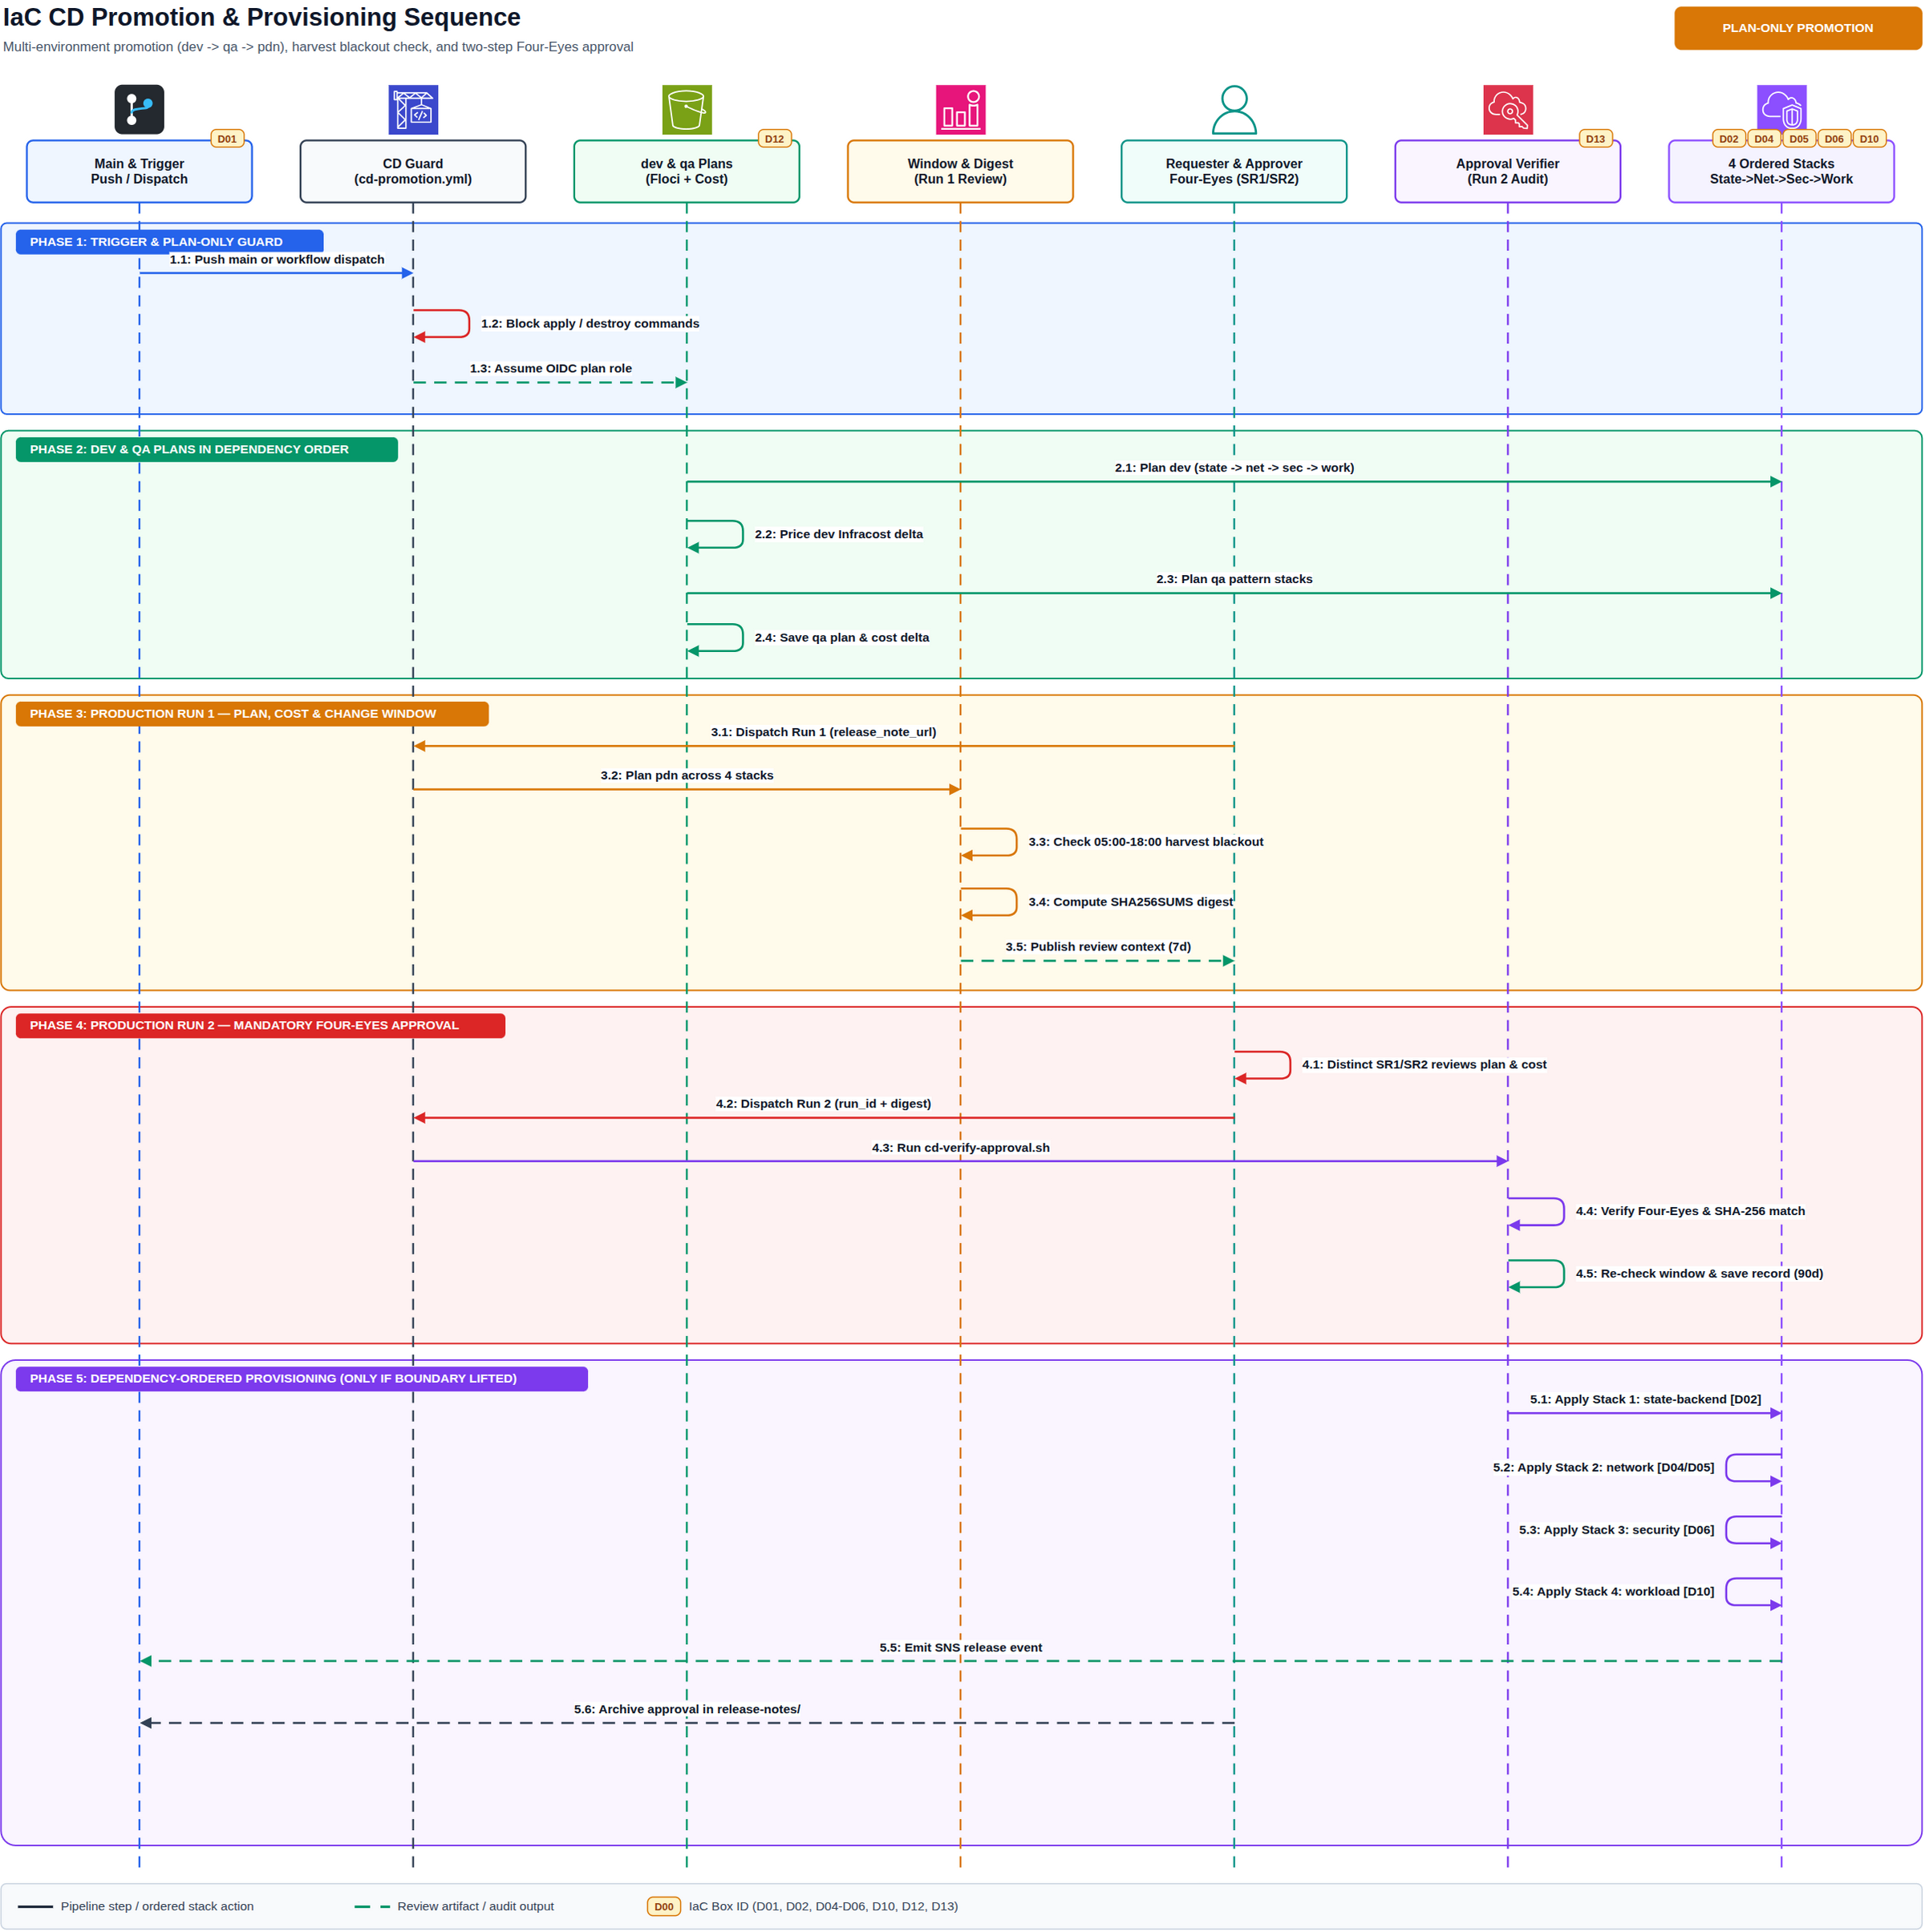 IaC CD Promotion & Provisioning Sequence
Multi-environment promotion (dev -> qa -> pdn), harvest blackout check, and two-step Four-Eyes approval
PLAN-ONLY PROMOTION
D01
Main & Trigger
Push / Dispatch
CD Guard
(cd-promotion.yml)
D12
dev & qa Plans
(Floci + Cost)
Window & Digest
(Run 1 Review)
Requester & Approver
Four-Eyes (SR1/SR2)
D13
Approval Verifier
(Run 2 Audit)
D02 D04 D05 D06 D10
4 Ordered Stacks
State->Net->Sec->Work
PHASE 1: TRIGGER & PLAN-ONLY GUARD
1.1: Push main or workflow dispatch
1.2: Block apply / destroy commands
1.3: Assume OIDC plan role
PHASE 2: DEV & QA PLANS IN DEPENDENCY ORDER
2.1: Plan dev (state -> net -> sec -> work)
2.2: Price dev Infracost delta
2.3: Plan qa pattern stacks
2.4: Save qa plan & cost delta
PHASE 3: PRODUCTION RUN 1 — PLAN, COST & CHANGE WINDOW
3.1: Dispatch Run 1 (release_note_url)
3.2: Plan pdn across 4 stacks
3.3: Check 05:00-18:00 harvest blackout
3.4: Compute SHA256SUMS digest
3.5: Publish review context (7d)
PHASE 4: PRODUCTION RUN 2 — MANDATORY FOUR-EYES APPROVAL
4.1: Distinct SR1/SR2 reviews plan & cost
4.2: Dispatch Run 2 (run_id + digest)
4.3: Run cd-verify-approval.sh
4.4: Verify Four-Eyes & SHA-256 match
4.5: Re-check window & save record (90d)
PHASE 5: DEPENDENCY-ORDERED PROVISIONING (ONLY IF BOUNDARY LIFTED)
5.1: Apply Stack 1: state-backend [D02]
5.2: Apply Stack 2: network [D04/D05]
5.3: Apply Stack 3: security [D06]
5.4: Apply Stack 4: workload [D10]
5.5: Emit SNS release event
5.6: Archive approval in release-notes/
Pipeline step / ordered stack action
Review artifact / audit output
D00
IaC Box ID (D01, D02, D04-D06, D10, D12, D13)